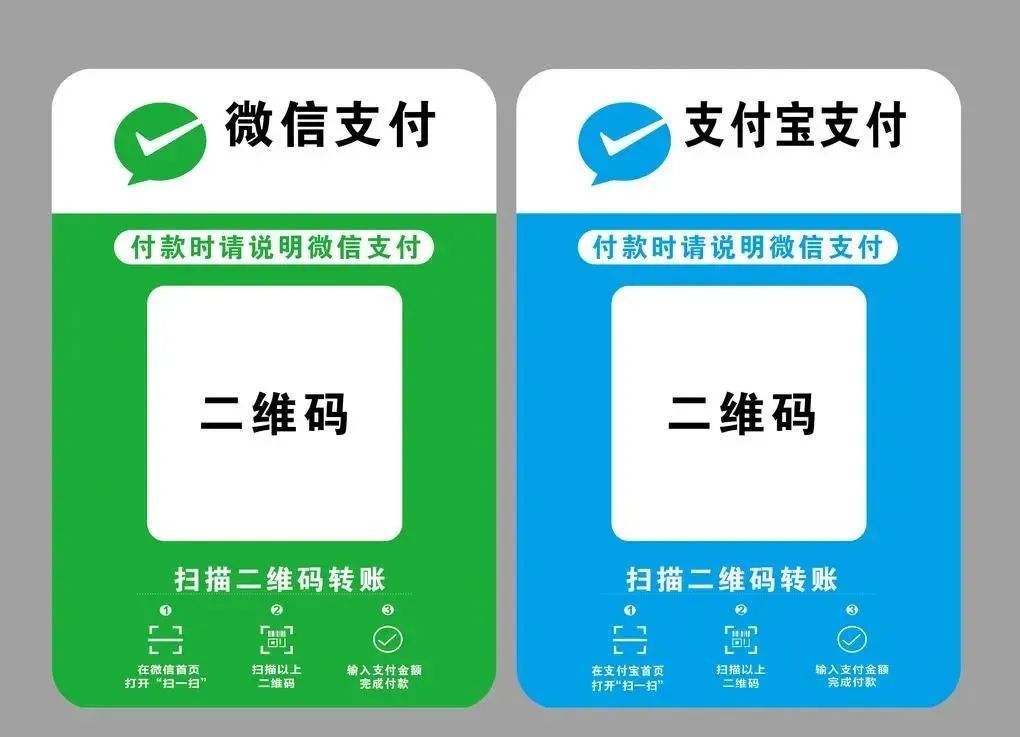 微信支付
付款时请说明微信支付
二维码
扫描二维码转账
1 2 3
在微信首页
打开“扫一扫”
扫描以上
二维码
输入支付金额
完成付款
支付宝支付
付款时请说明微信支付
二维码
扫描二维码转账
1 2 3
在支付宝首页
打开“扫一扫”
扫描以上
二维码
输入支付金额
完成付款